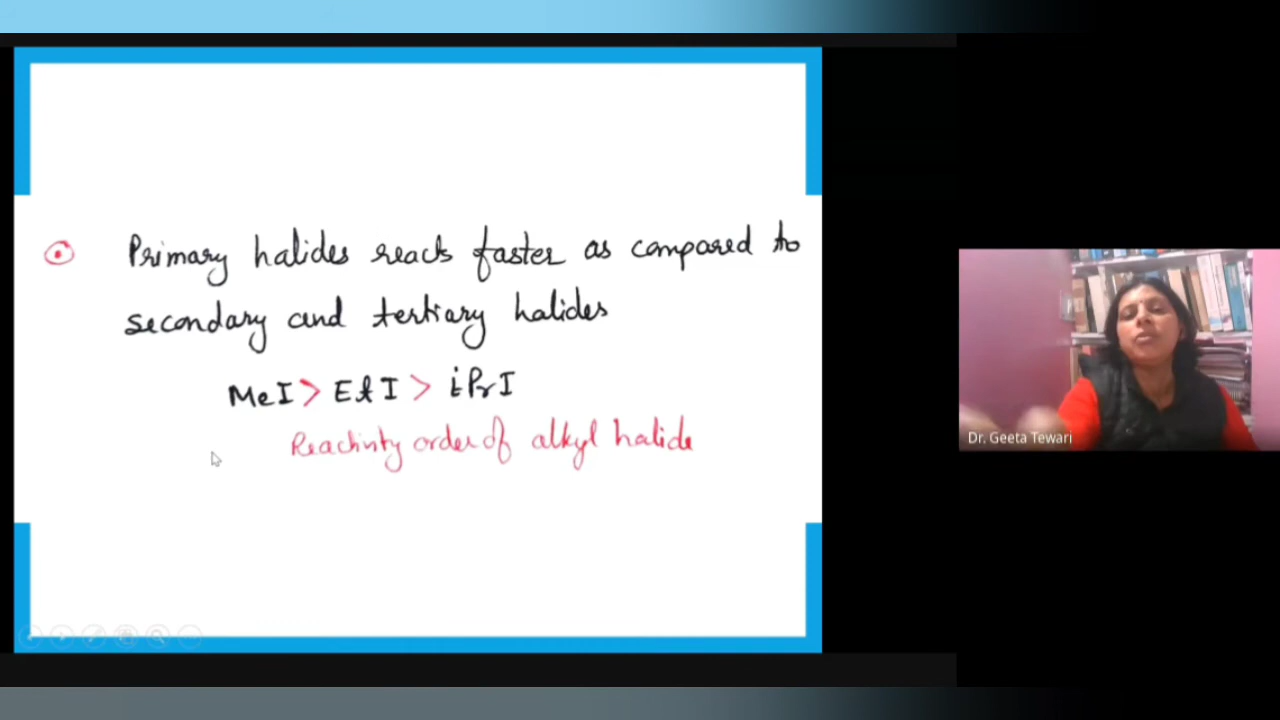 Primary halides reacts faster as compared to
secondary and tertiary halides
MeI > EtI > iPrI
Reactivity order of alkyl halide
Dr. Geeta Tewari